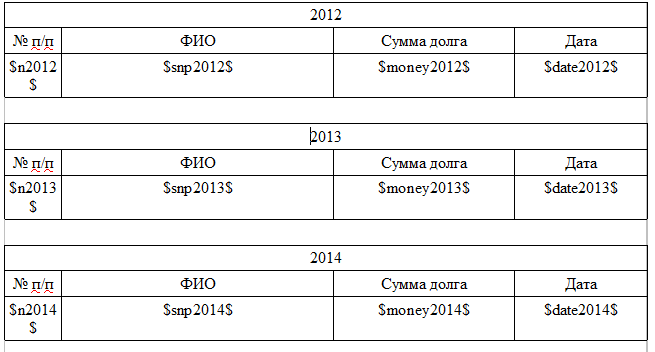 2012
№ п/п ФИО Сумма долга Дата
$n2012 $snp2012$ $money2012$ $date2012$
$
2013
№ п/п ФИО Сумма долга Дата
$n2013 $snp2013$ $money2013$ $date2013$
$
2014
№ п/п ФИО Сумма долга Дата
$n2014 $snp2014$ $money2014$ $date2014$
$